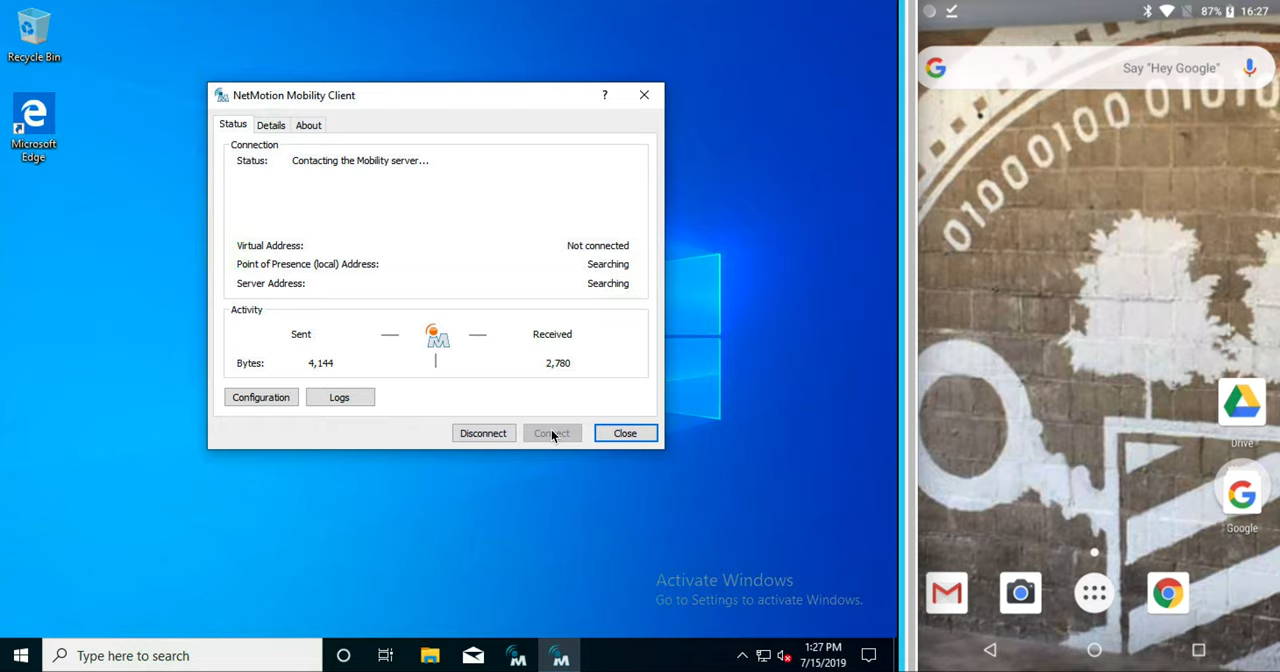 Recycle Bin
Microsoft
Edge
NetMotion Mobility Client
Status
Details
About
Connection
Status: Contacting the Mobility server...
Virtual Address: Not connected
Point of Presence (local) Address: Searching
Server Address: Searching
Activity
Sent
Received
Bytes: 4,144 2,780
Configuration
Logs
Disconnect
Connect
Close
Activate Windows
Go to Settings to activate Windows.
Type here to search
1:27 PM
7/15/2019
87% 16:27
Say "Hey Google"
01000100 01010
Drive
Google